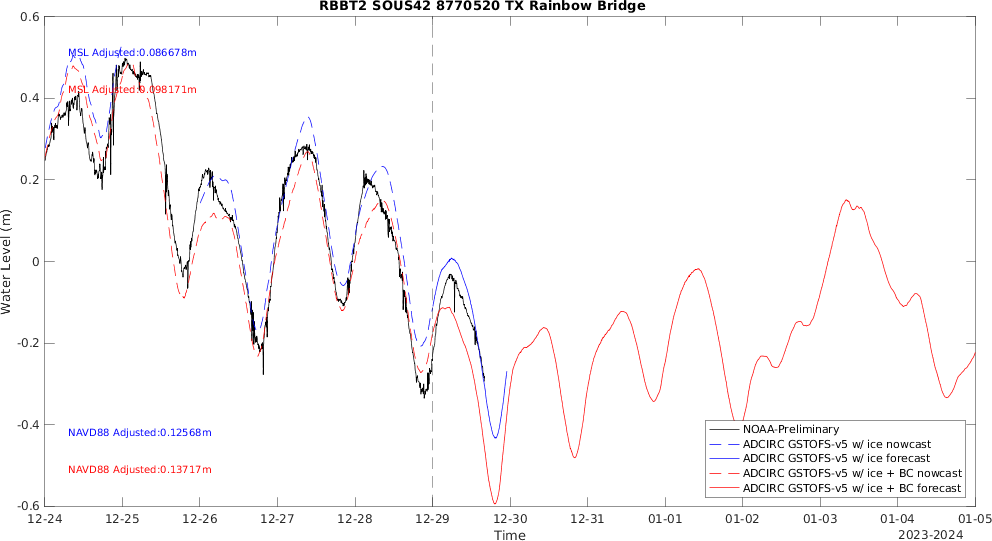 RBBT2 SOUS42 8770520 TX Rainbow Bridge
0.6
0.4
0.2
0
-0.2
-0.4
-0.6
Water Level (m)
MSL Adjusted:0.086678m
MSL Adjusted:0.098171m
NAVD88 Adjusted:0.12568m
NAVD88 Adjusted:0.13717m
NOAA-Preliminary
ADCIRC GSTOFS-v5 w/ ice nowcast
ADCIRC GSTOFS-v5 w/ ice forecast
ADCIRC GSTOFS-v5 w/ ice + BC nowcast
ADCIRC GSTOFS-v5 w/ ice + BC forecast
12-24 12-25 12-26 12-27 12-28 12-29 12-30 12-31 01-01 01-02 01-03 01-04 01-05
Time
2023-2024